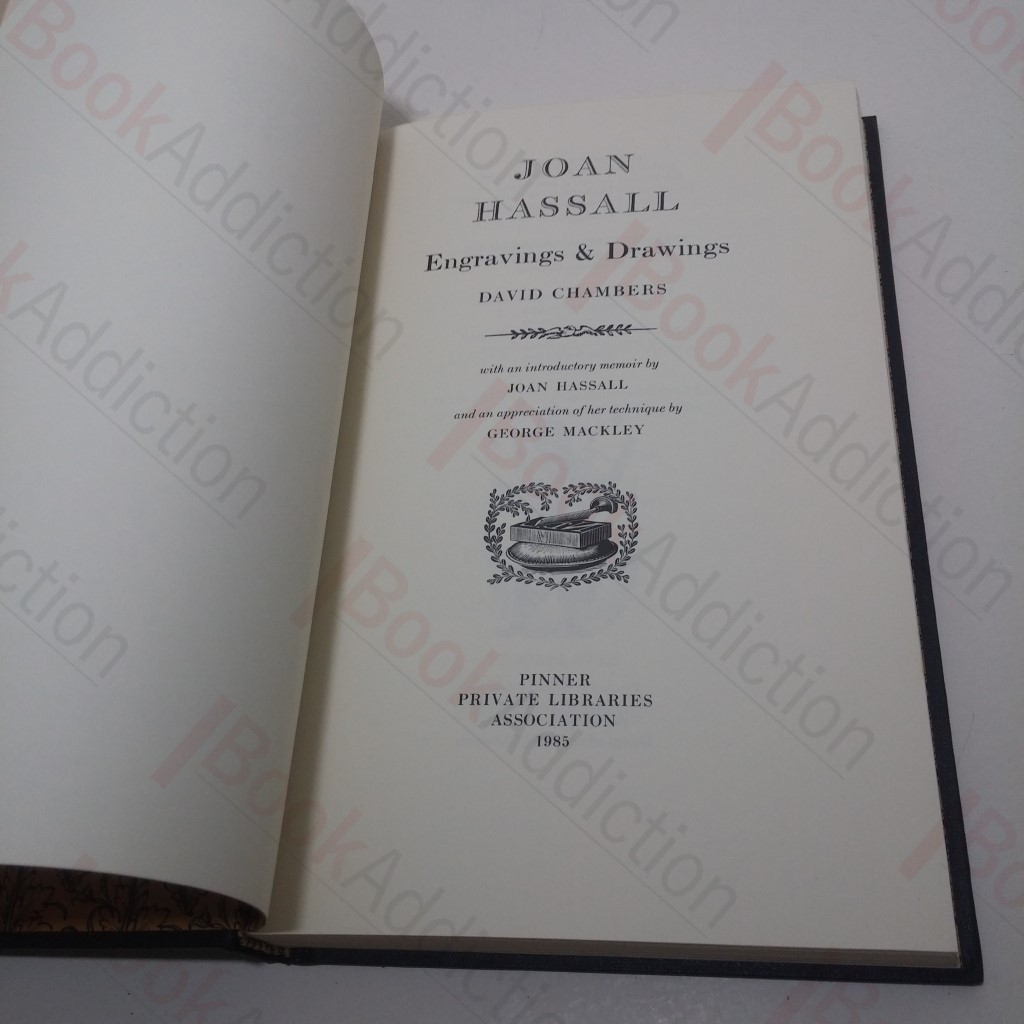 JOAN
HASSALL
Engravings & Drawings
DAVID CHAMBERS
with an introductory memoir by
JOAN HASSALL
and an appreciation of her technique by
GEORGE MACKLEY
PINNER
PRIVATE LIBRARIES
ASSOCIATION
1985
BookAddiction